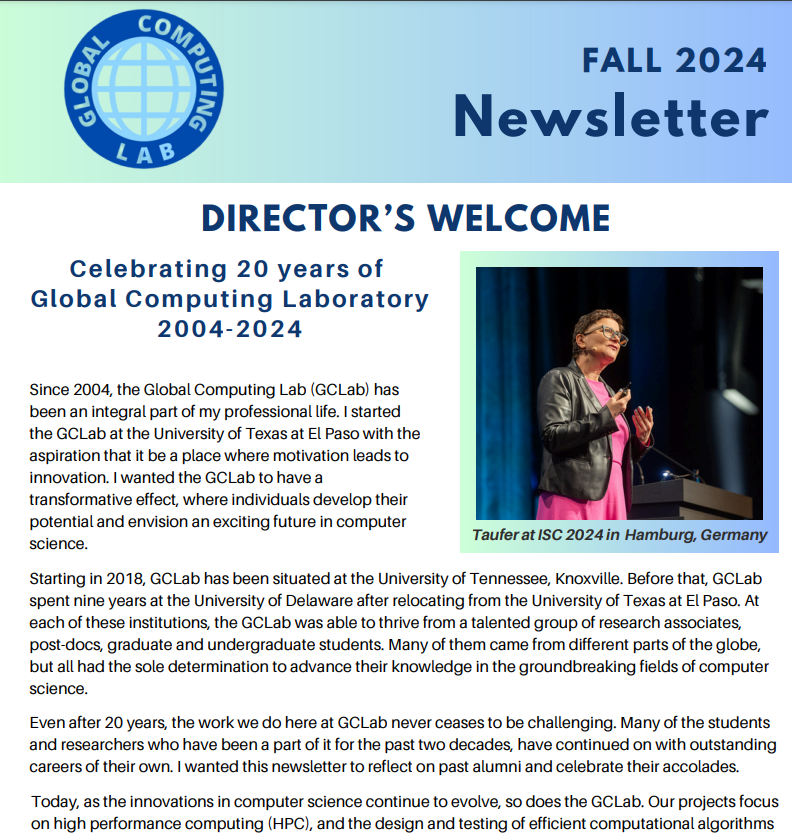 GLOBAL COMPUTING LAB
FALL 2024
Newsletter
DIRECTOR'S WELCOME
Celebrating 20 years of
Global Computing Laboratory
2004-2024
Since 2004, the Global Computing Lab (GCLab) has
been an integral part of my professional life. I started
the GCLab at the University of Texas at El Paso with the
aspiration that it be a place where motivation leads to
innovation. I wanted the GCLab to have a
transformative effect, where individuals develop their
potential and envision an exciting future in computer
science.
Taufer at ISC 2024 in Hamburg, Germany
Starting in 2018, GCLab has been situated at the University of Tennessee, Knoxville. Before that, GCLab
spent nine years at the University of Delaware after relocating from the University of Texas at El Paso. At
each of these institutions, the GCLab was able to thrive from a talented group of research associates,
post-docs, graduate and undergraduate students. Many of them came from different parts of the globe,
but all had the sole determination to advance their knowledge in the groundbreaking fields of computer
science.
Even after 20 years, the work we do here at GCLab never ceases to be challenging. Many of the students
and researchers who have been a part of it for the past two decades, have continued on with outstanding
careers of their own. I wanted this newsletter to reflect on past alumni and celebrate their accolades.
Today, as the innovations in computer science continue to evolve, so does the GCLab. Our projects focus
on high performance computing (HPC), and the design and testing of efficient computational algorithms